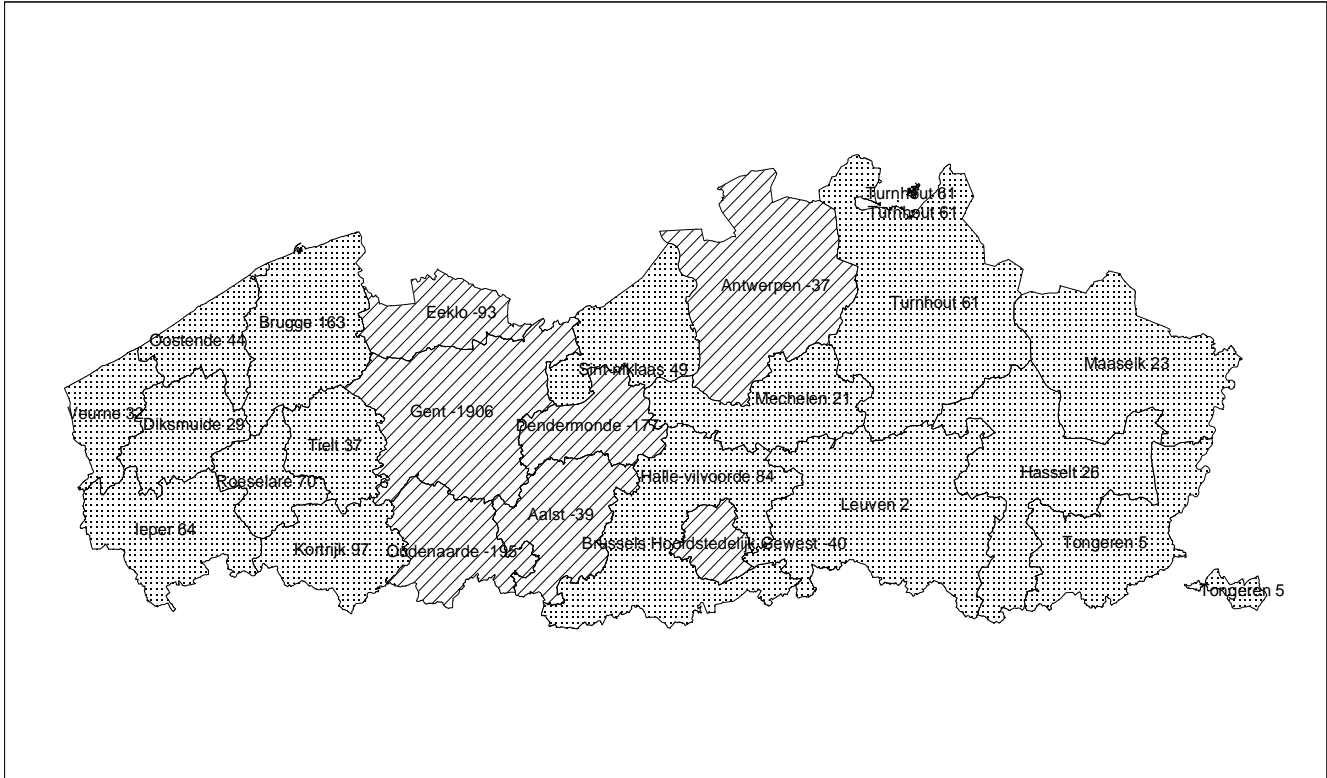 Turnhout 61
Turnhout 61
Antwerpen -37
Turnhout 61
Eeklo -93
Brugge 163
Oostende 44
Maaseik 23
Sint-niklaas 49
Mechelen 21
Veurne 32
Gent -1906
Diksmuide 29
Dendermonde -177
Tielt 37
Hasselt 26
Halle-vilvoorde 84
Roeselare 70
Leuven 2
Aalst -39
Ieper 64
Brussels Hoofdstedelijk Gewest -40
Tongeren 5
Kortrijk 97
Oudenaarde -195
Tongeren 5